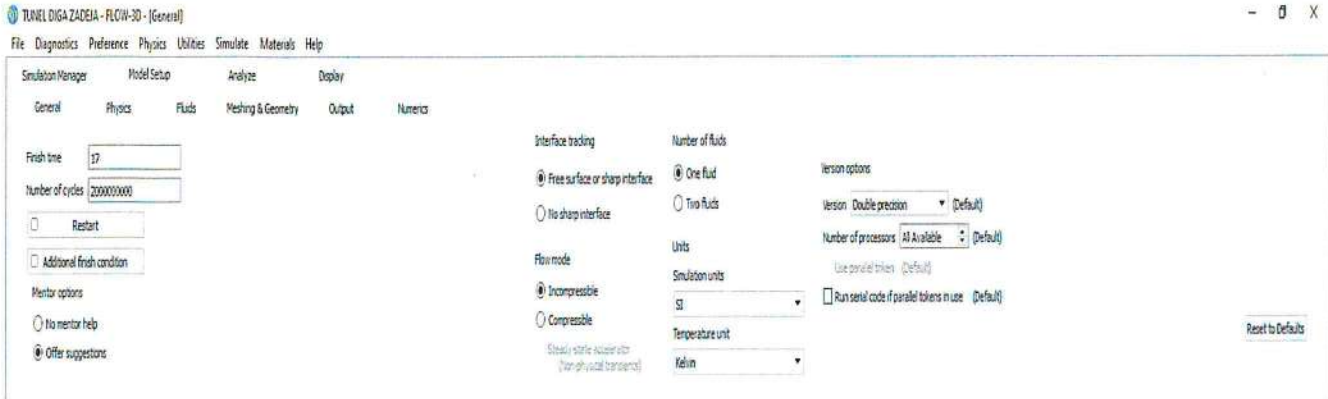 TUNEL DIGA ZADEJA - FLOW-3D - [General]
File Diagnostics Preference Physics Utilities Simulate Materials Help
Simulation Manager Model Setup Analyze Display
General Physics Fluids Meshing & Geometry Output Numerics
Finish time 17
Number of cycles 2000000000
Restart
Additional finish condition
Mentor options
No mentor help
Offer suggestions
Interface tracking
Free surface or sharp interface
No sharp interface
Flow mode
Incompressible
Compressible
Steady-state accelerator
(Non-physical transients)
Number of fluids
One fluid
Two fluids
Units
Simulation units
SI
Temperature unit
Kelvin
Version options
Version Double precision (Default)
Number of processors All Available (Default)
Use parallel token (Default)
Run serial code if parallel tokens in use (Default)
Reset to Defaults